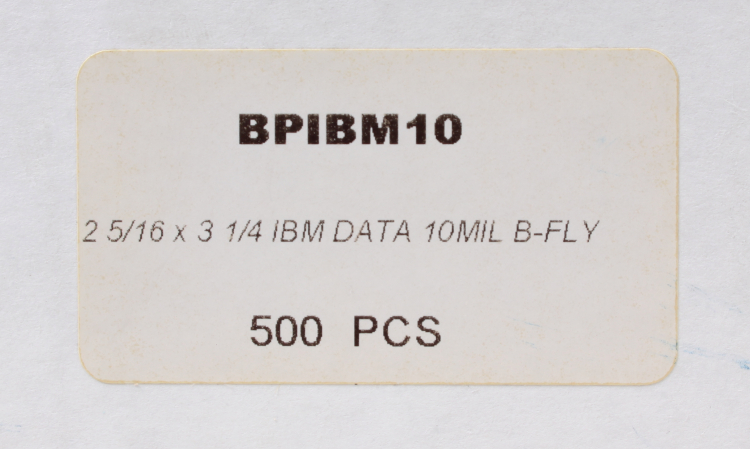 BPIBM10
2 5/16 x 3 1/4 IBM DATA 10MIL B-FLY
500 PCS